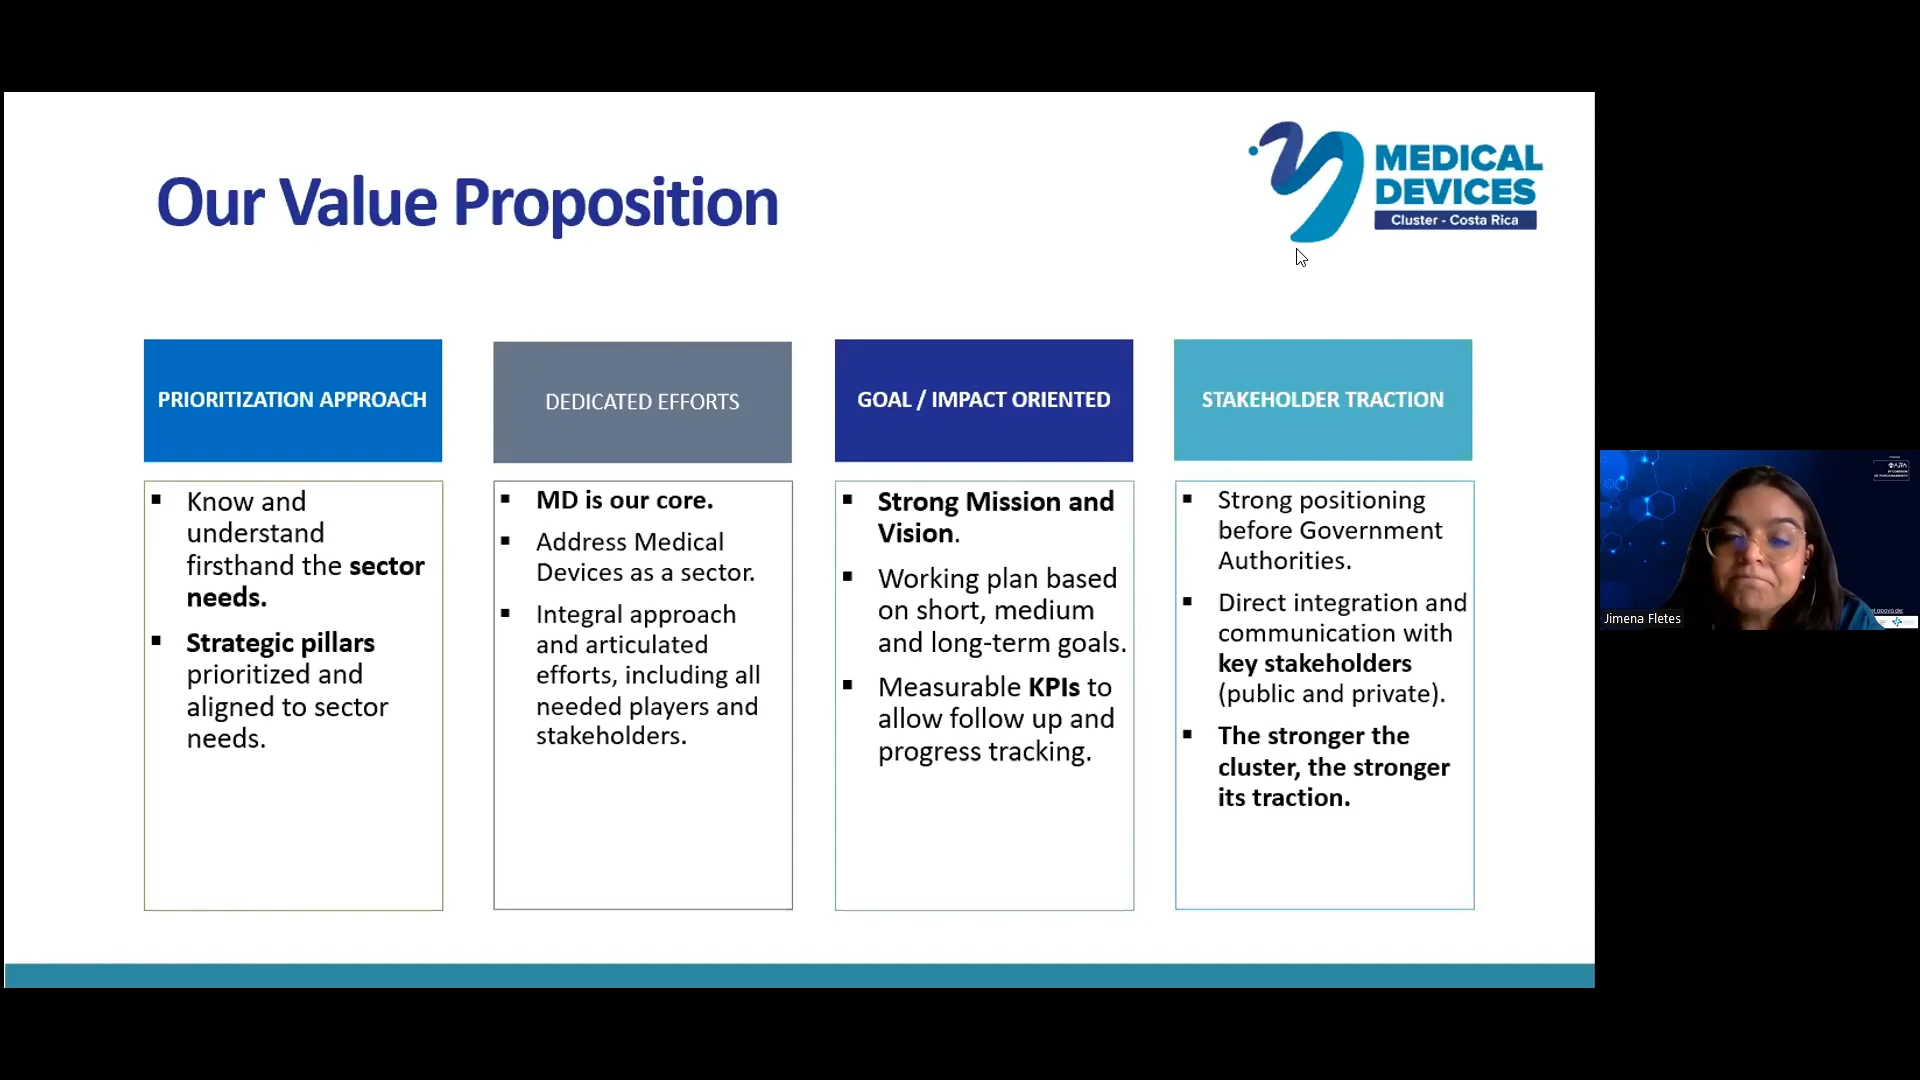 Our Value Proposition
MEDICAL
DEVICES
Cluster - Costa Rica
PRIORITIZATION APPROACH
▪ Know and
understand
firsthand the sector
needs.
▪ Strategic pillars
prioritized and
aligned to sector
needs.
DEDICATED EFFORTS
▪ MD is our core.
▪ Address Medical
Devices as a sector.
▪ Integral approach
and articulated
efforts, including all
needed players and
stakeholders.
GOAL / IMPACT ORIENTED
▪ Strong Mission and
Vision.
▪ Working plan based
on short, medium
and long-term goals.
▪ Measurable KPIs to
allow follow up and
progress tracking.
STAKEHOLDER TRACTION
▪ Strong positioning
before Government
Authorities.
▪ Direct integration and
communication with
key stakeholders
(public and private).
▪ The stronger the
cluster, the stronger
its traction.
Jimena Fletes
apoyo de: